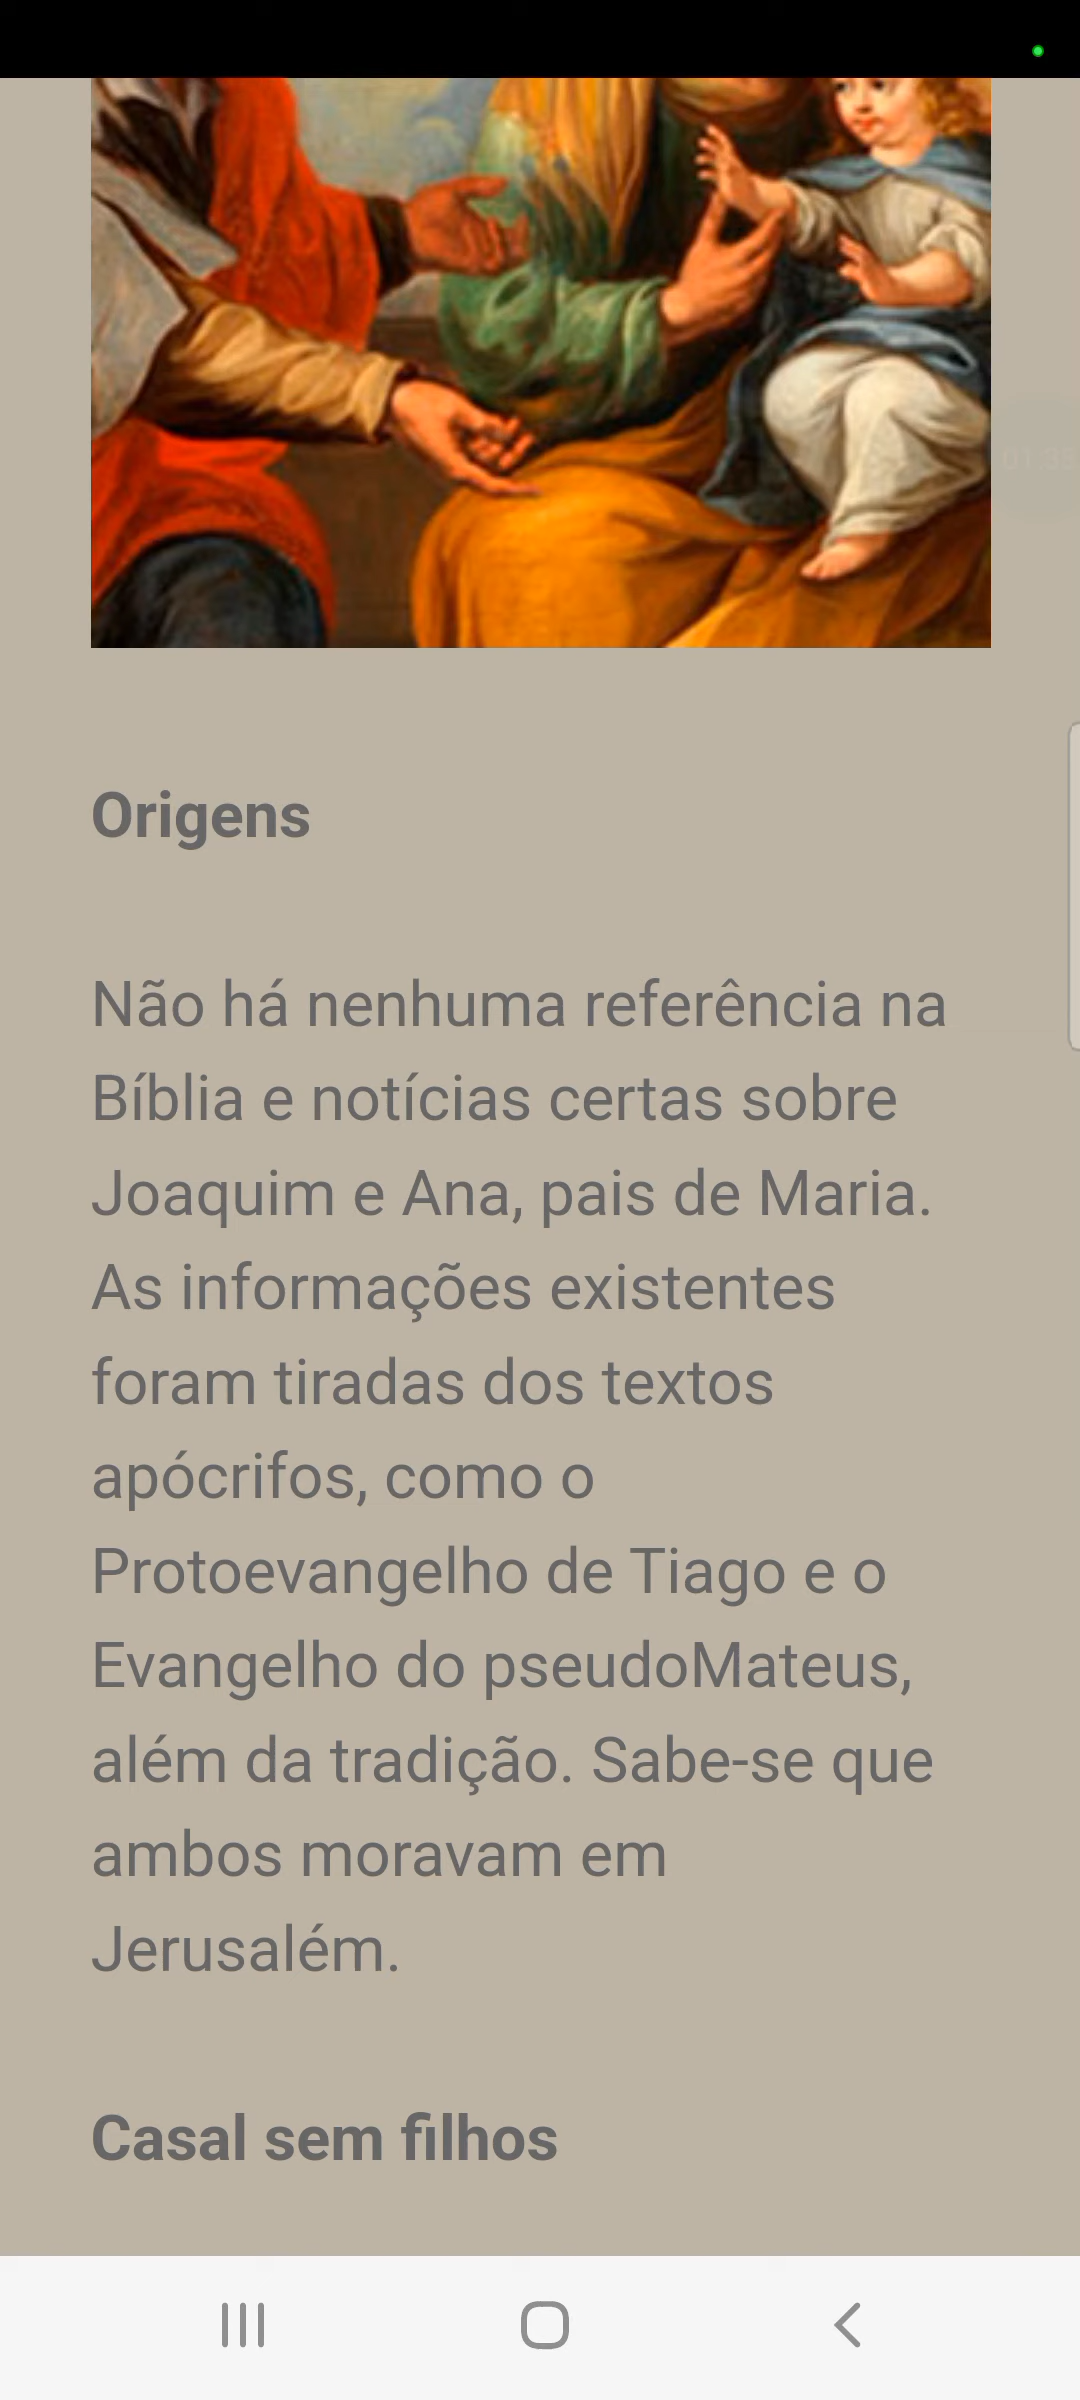 01:35
Origens
Não há nenhuma referência na
Bíblia e notícias certas sobre
Joaquim e Ana, pais de Maria.
As informações existentes
foram tiradas dos textos
apócrifos, como o
Protoevangelho de Tiago e o
Evangelho do pseudoMateus,
além da tradição. Sabe-se que
ambos moravam em
Jerusalém.
Casal sem filhos